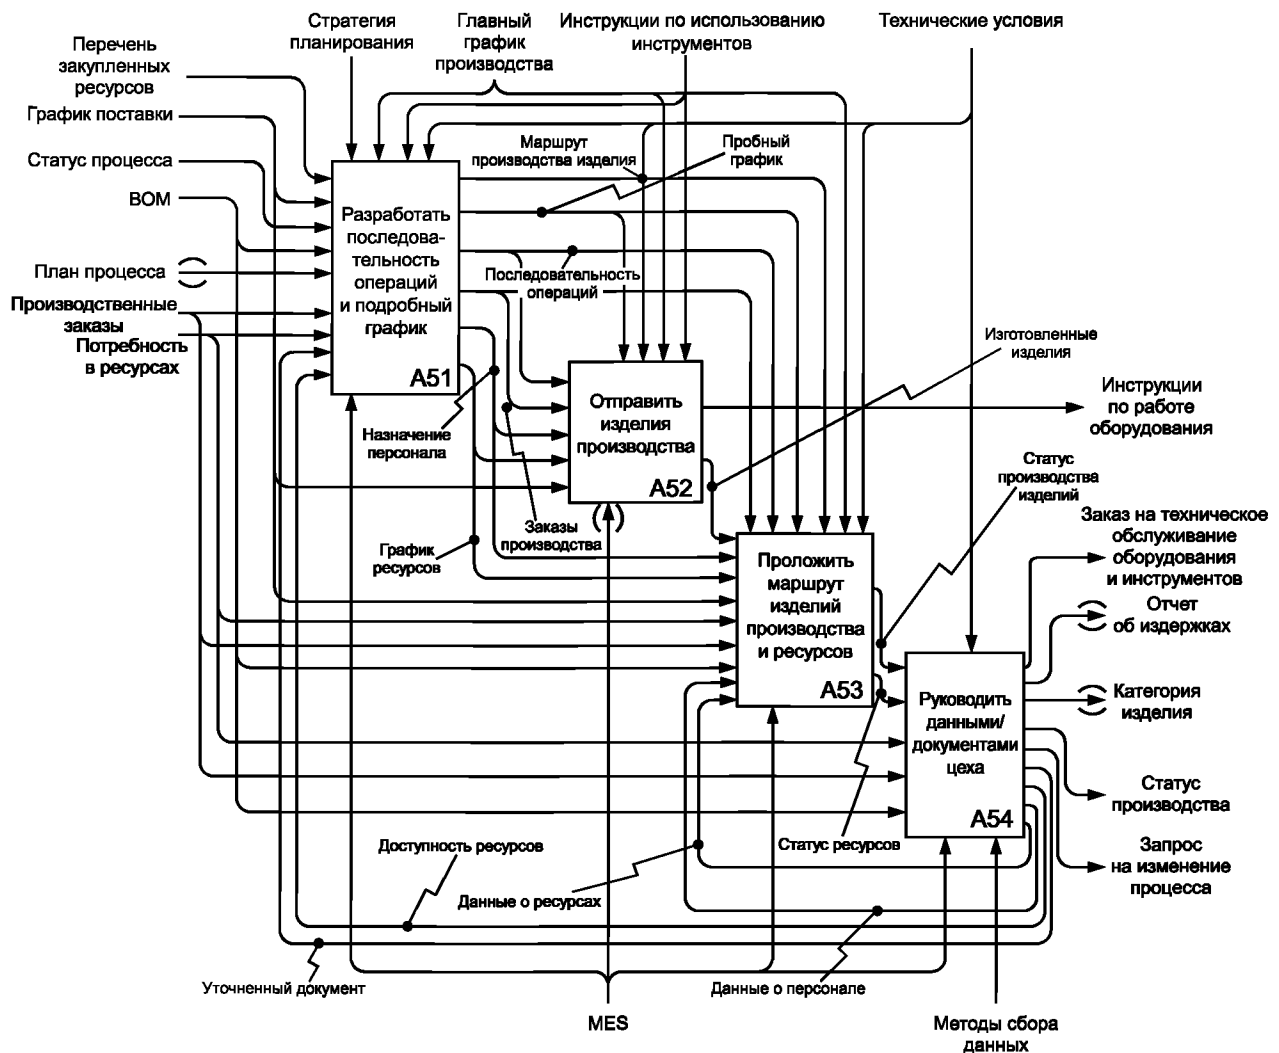 Стратегия
планирования
Главный
график
производства
Инструкции по использованию
инструментов
Технические условия
Перечень
закупленных
ресурсов
График поставки
Статус процесса
BOM
План процесса
Производственные
заказы
Потребность
в ресурсах
Маршрут
производства изделия
Пробный
график
Разработать
последова-
тельность
операций
и подробный
график
A51
Последовательность
операций
Изготовленные
изделия
Отправить
изделия
производства
A52
Инструкции
по работе
оборудования
Назначение
персонала
Статус
производства
изделий
Заказы
производства
График
ресурсов
Заказ на техническое
обслуживание
оборудования
и инструментов
Проложить
маршрут
изделий
производства
и ресурсов
A53
Отчет
об издержках
Руководить
данными/
документами
цеха
A54
Категория
изделия
Статус
производства
Доступность ресурсов
Статус ресурсов
Запрос
на изменение
процесса
Данные о ресурсах
Уточненный документ
Данные о персонале
MES
Методы сбора
данных